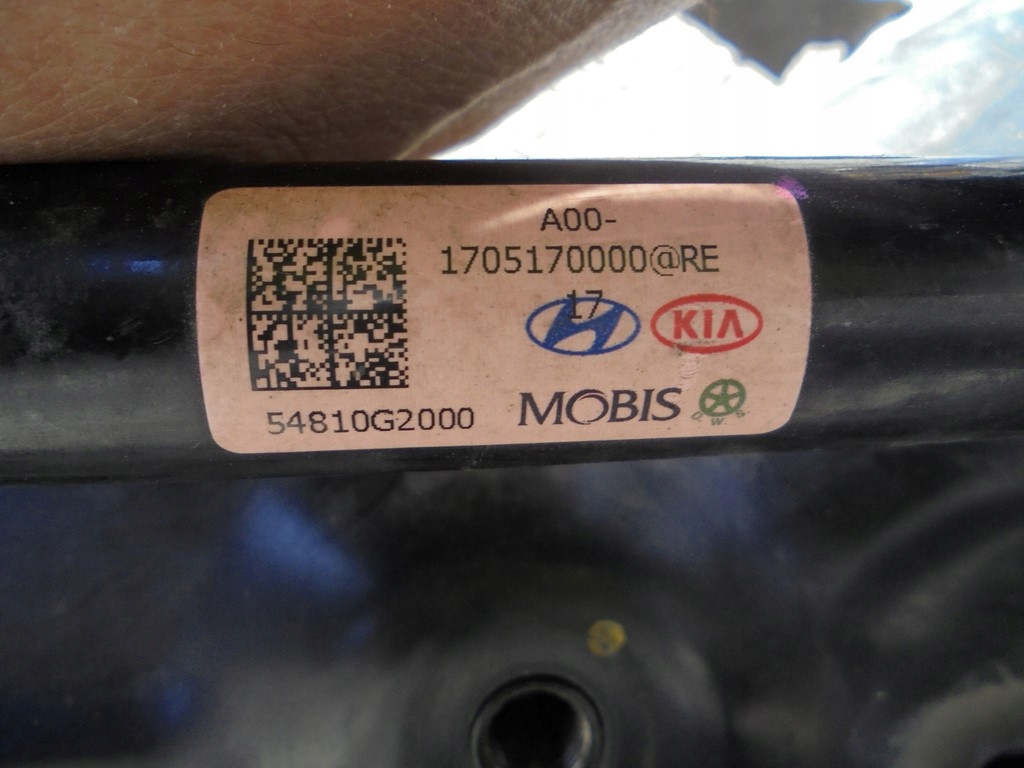 A00-
1705170000@RE
17
KIA
54810G2000
MOBIS
D. W. S.